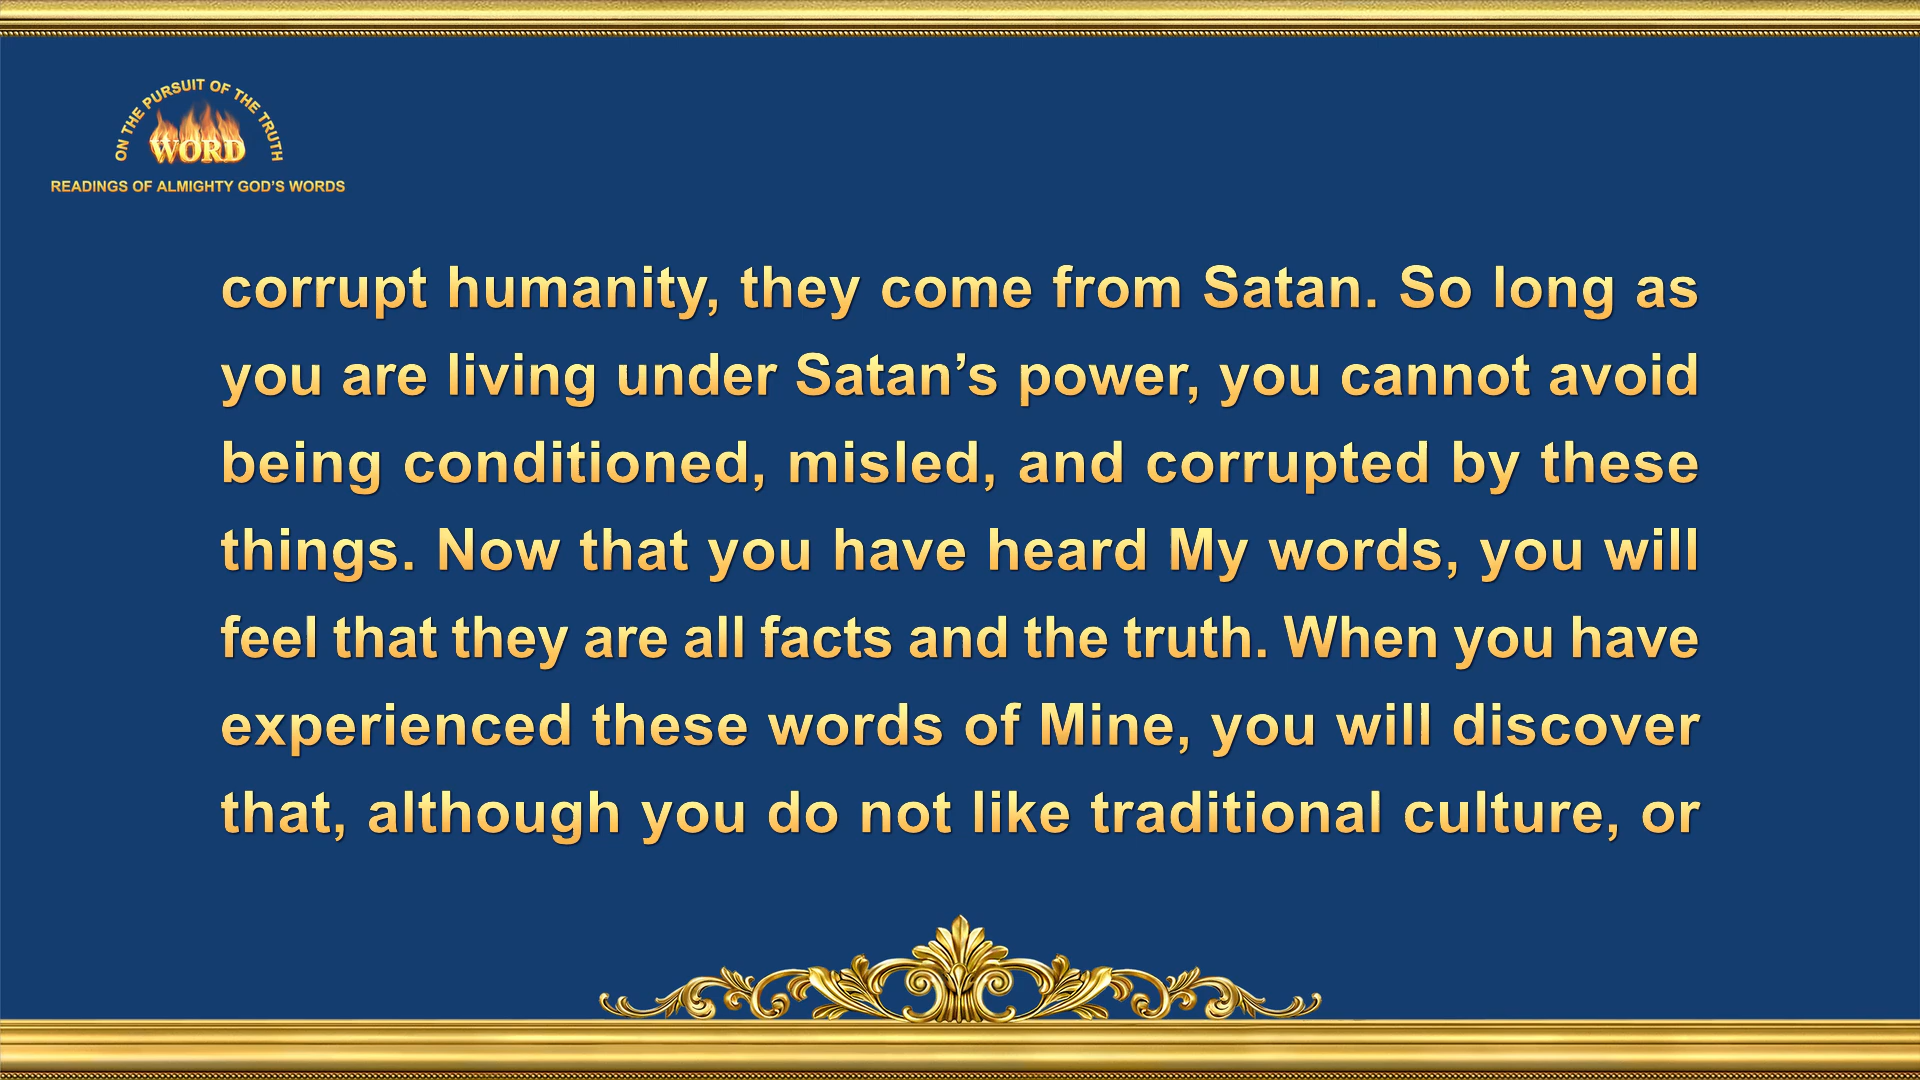 ON THE PURSUIT OF THE TRUTH
WORD
READINGS OF ALMIGHTY GOD’S WORDS
corrupt humanity, they come from Satan. So long as
you are living under Satan’s power, you cannot avoid
being conditioned, misled, and corrupted by these
things. Now that you have heard My words, you will
feel that they are all facts and the truth. When you have
experienced these words of Mine, you will discover
that, although you do not like traditional culture, or